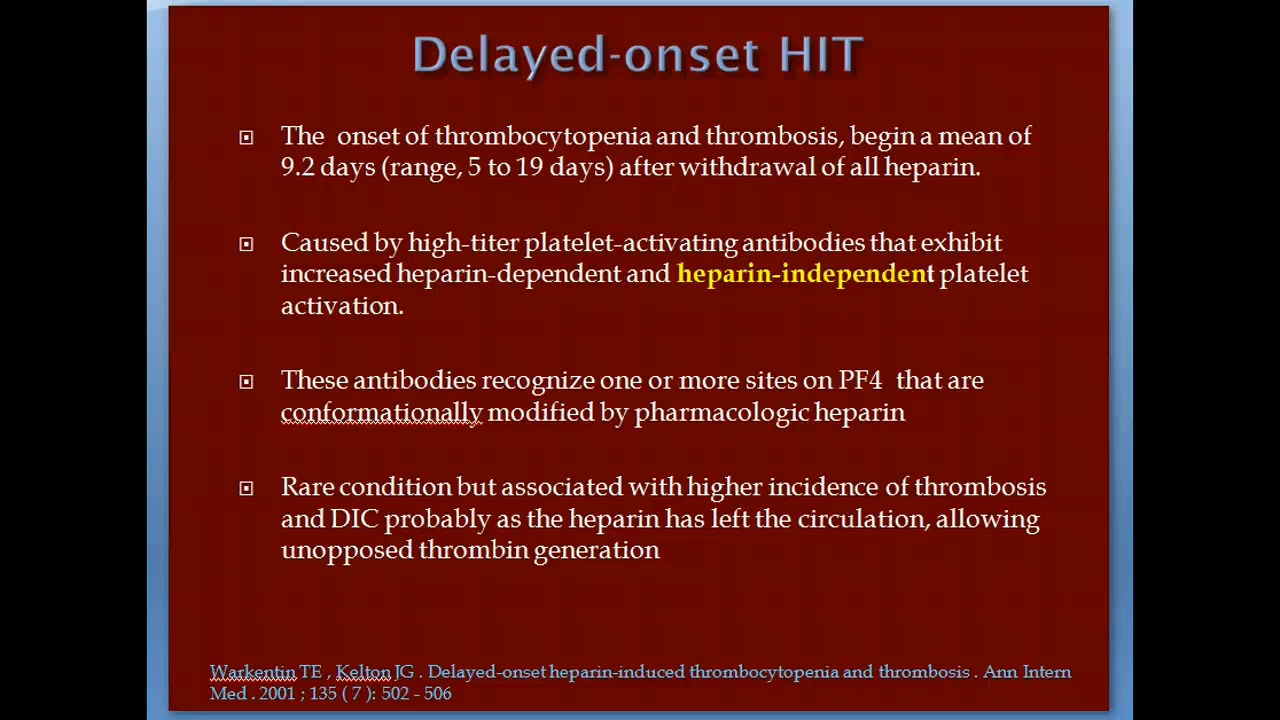 Delayed-onset HIT
The onset of thrombocytopenia and thrombosis, begin a mean of
9.2 days (range, 5 to 19 days) after withdrawal of all heparin.
Caused by high-titer platelet-activating antibodies that exhibit
increased heparin-dependent and heparin-independent platelet
activation.
These antibodies recognize one or more sites on PF4 that are
conformationally modified by pharmacologic heparin
Rare condition but associated with higher incidence of thrombosis
and DIC probably as the heparin has left the circulation, allowing
unopposed thrombin generation
Warkentin TE , Kelton JG . Delayed-onset heparin-induced thrombocytopenia and thrombosis . Ann Intern
Med . 2001 ; 135 ( 7 ): 502 - 506